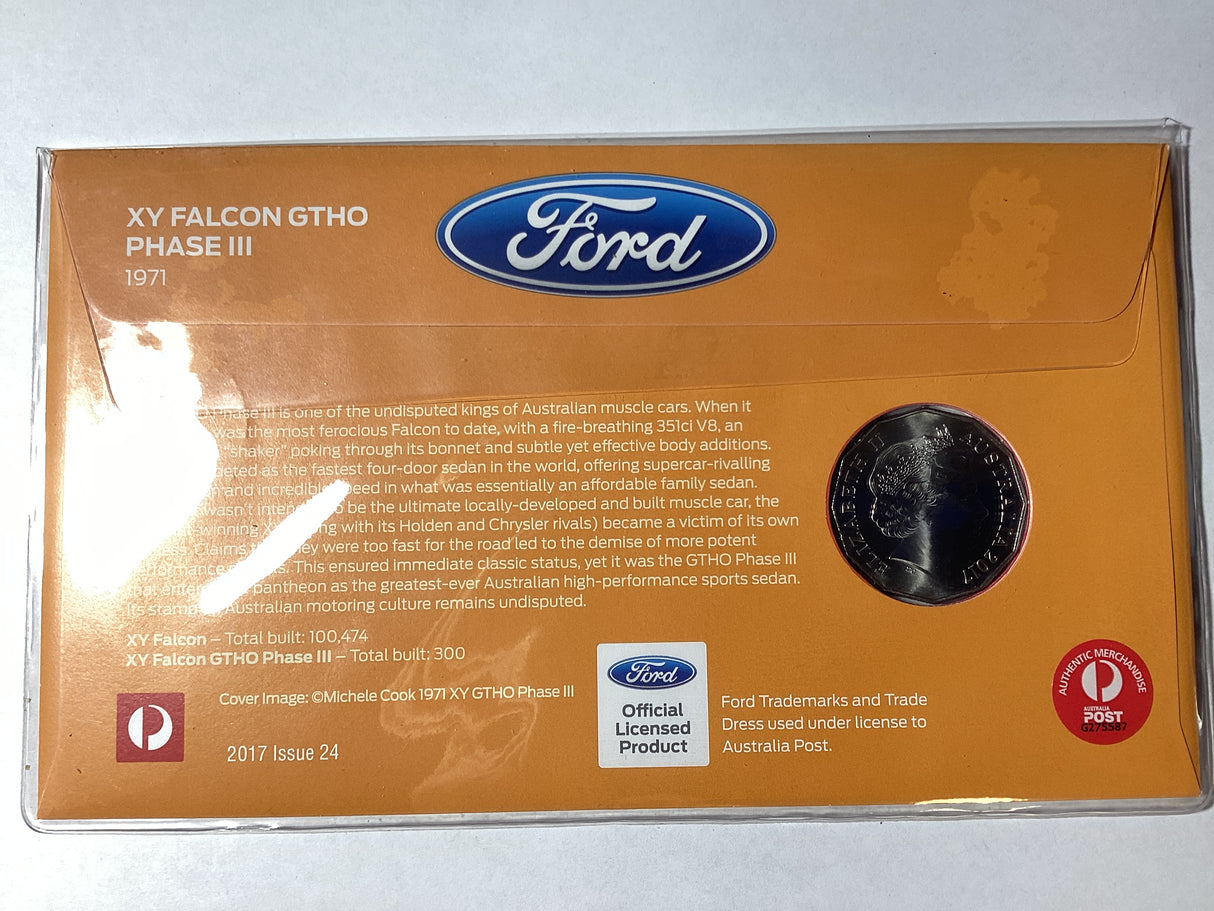 XY FALCON GTHO
PHASE III
1971
Ford
Phase III is one of the undisputed kings of Australian muscle cars. When it
was the most ferocious Falcon to date, with a fire-breathing 351ci V8, an
"shaker" poking through its bonnet and subtle yet effective body additions.
as the fastest four-door sedan in the world, offering supercar-rivalling
and incredible speed in what was essentially an affordable family sedan.
wasn't intended to be the ultimate locally-developed and built muscle car, the
-winning with its Holden and Chrysler rivals) became a victim of its own
Claims they were too fast for the road led to the demise of more potent
This ensured immediate classic status, yet it was the GTHO Phase III
that pantheon as the greatest-ever Australian high-performance sports sedan.
Its stamp Australian motoring culture remains undisputed.
XY Falcon – Total built: 100,474
XY Falcon GTHO Phase III – Total built: 300
Cover Image: ©Michele Cook 1971 XY GTHO Phase III
2017 Issue 24
Ford
Official
Licensed
Product
Ford Trademarks and Trade
Dress used under license to
Australia Post.
ELIZABETH II AUSTRALIA 2017
AUTHENTIC MERCHANDISE
AUSTRALIA
POST
G275587